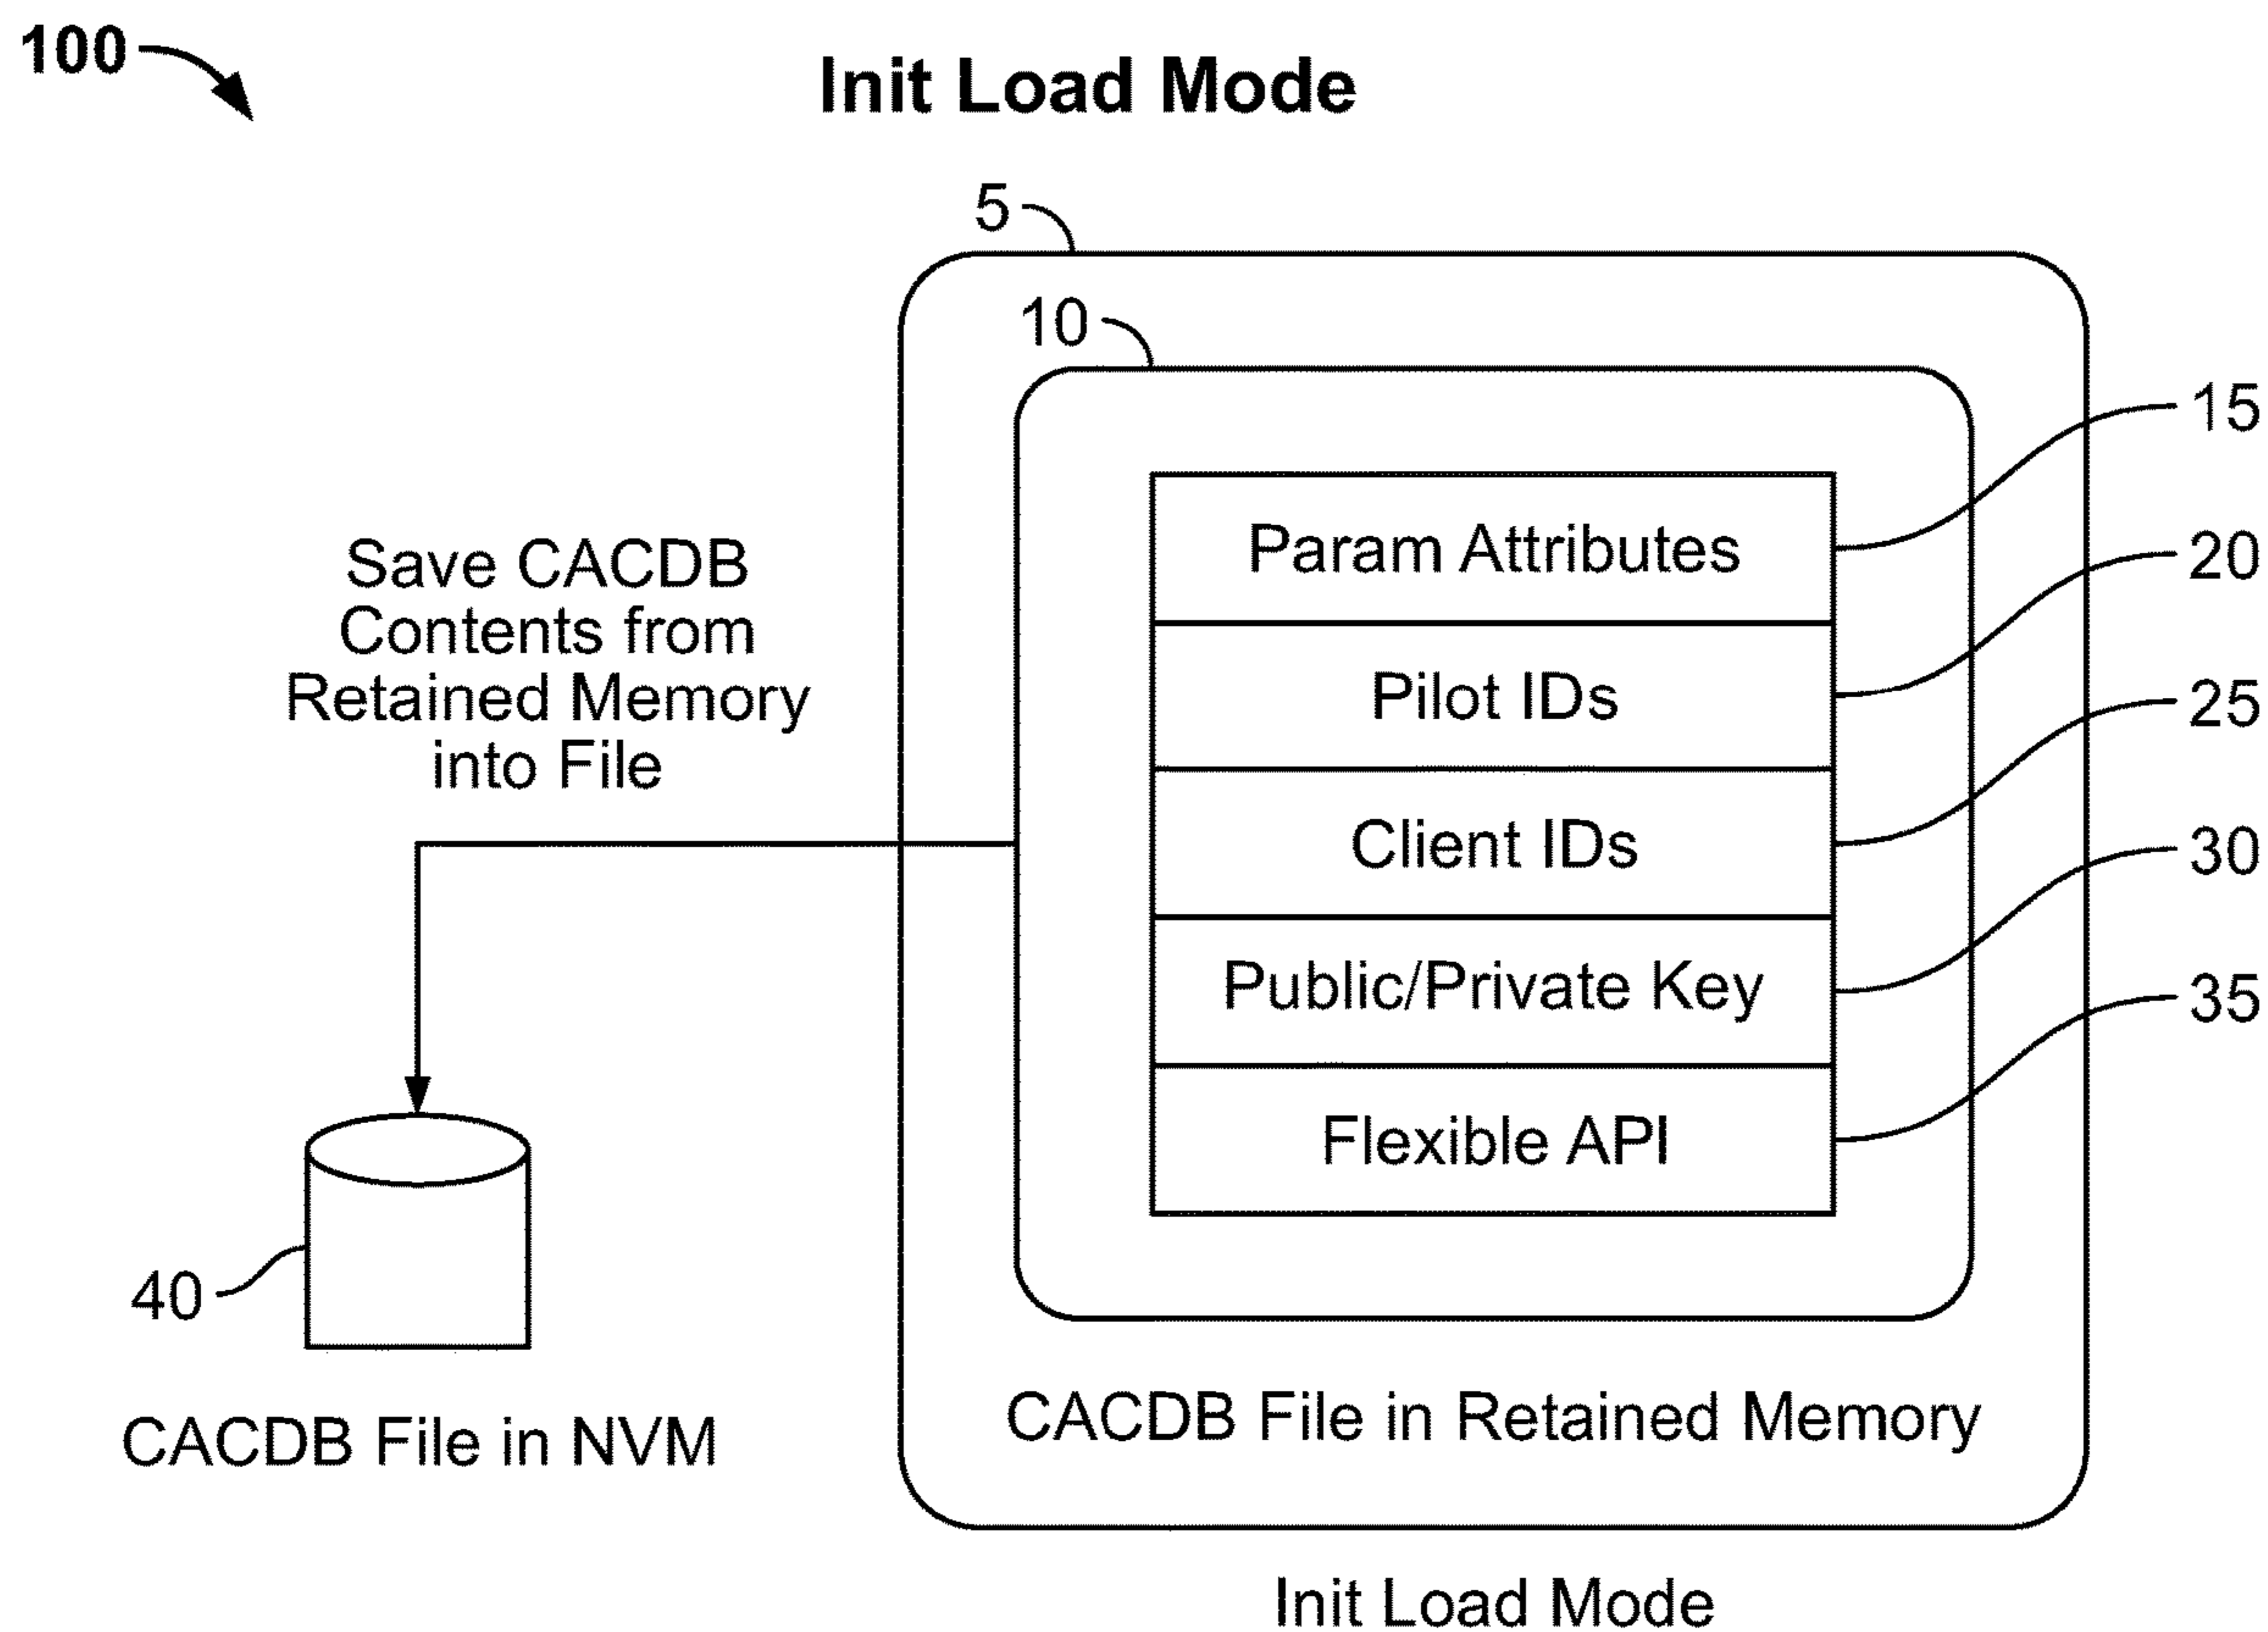 100
Init Load Mode
5
10
15
Param Attributes
20
Pilot IDs
25
Client IDs
30
Public/Private Key
35
Flexible API
Save CACDB
Contents from
Retained Memory
into File
40
CACDB File in NVM
CACDB File in Retained Memory
Init Load Mode